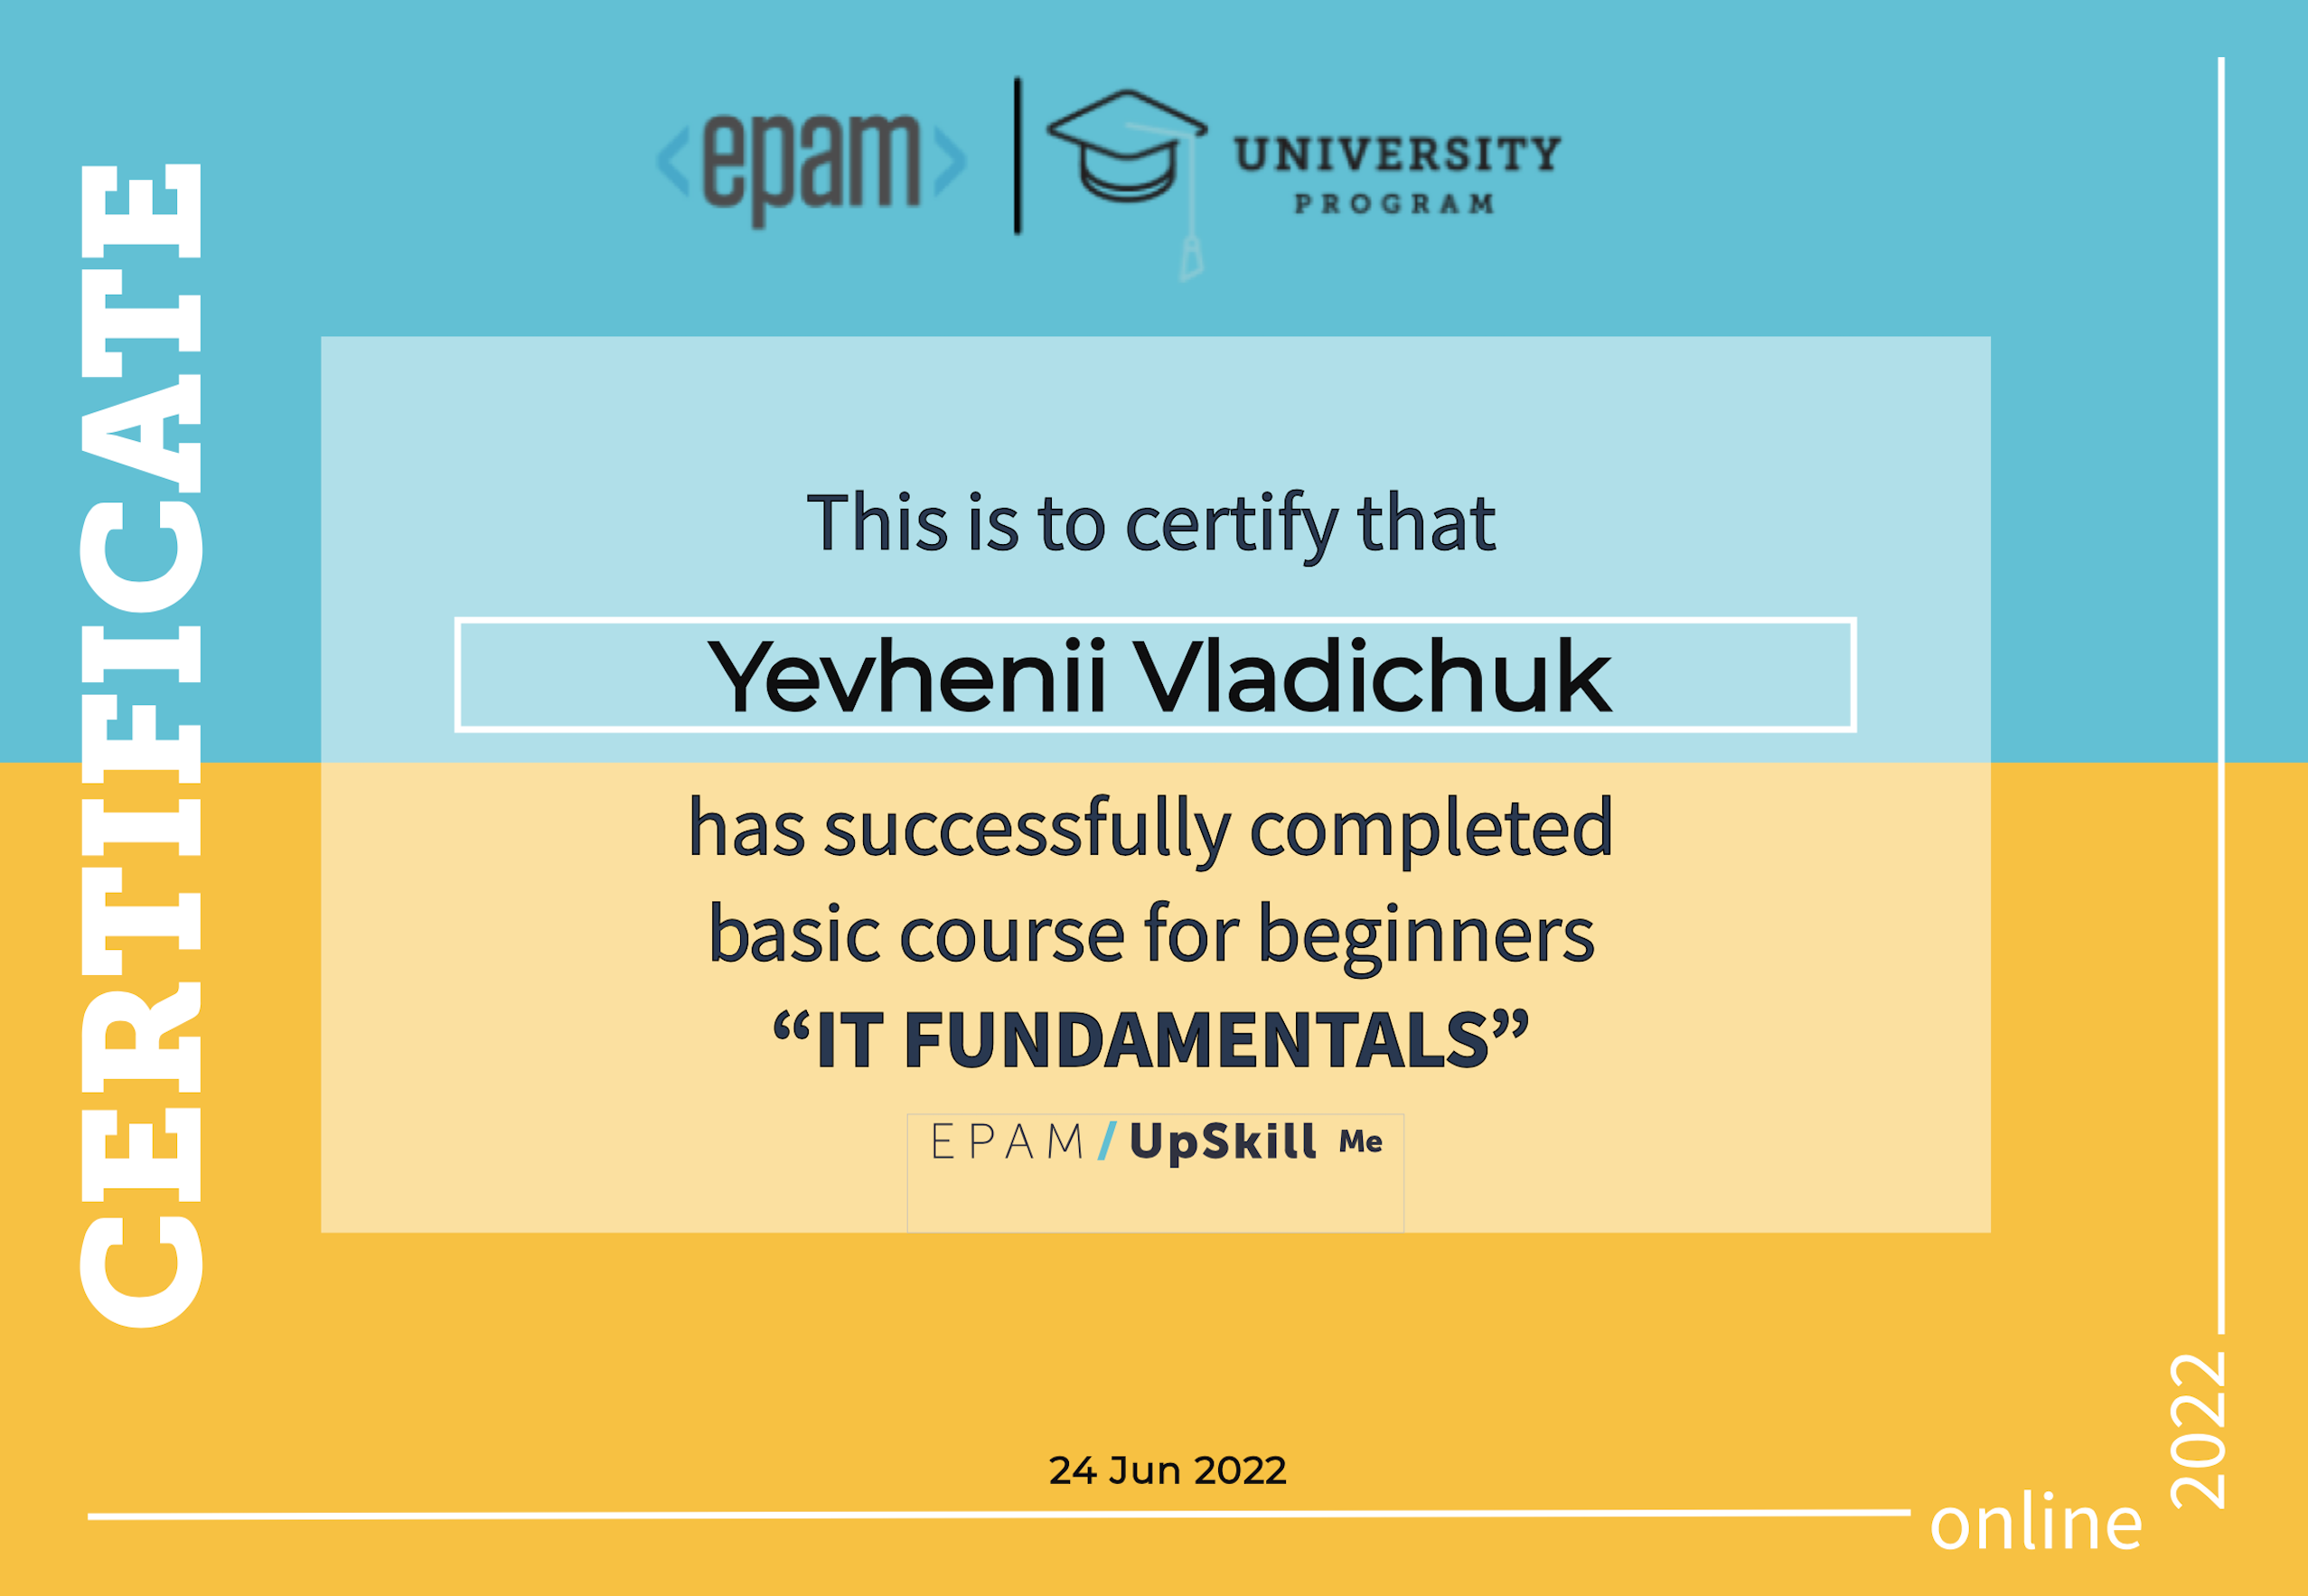 <epam>
UNIVERSITY
PROGRAM
CERTIFICATE
This is to certify that
Yevhenii Vladichuk
has successfully completed
basic course for beginners
“IT FUNDAMENTALS”
EPAM/UpSkill Me
24 Jun 2022
online
2022